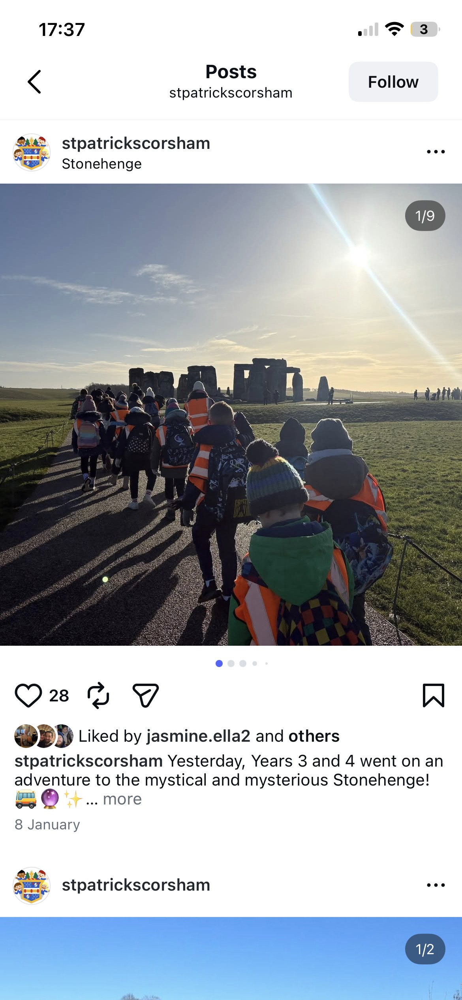 17:37
3
Posts
stpatrickscorsham
Follow
stpatrickscorsham
Stonehenge
1/9
28
Liked by jasmine.ella2 and others
stpatrickscorsham Yesterday, Years 3 and 4 went on an
adventure to the mystical and mysterious Stonehenge!
🚌🔮✨... more
8 January
stpatrickscorsham
1/2